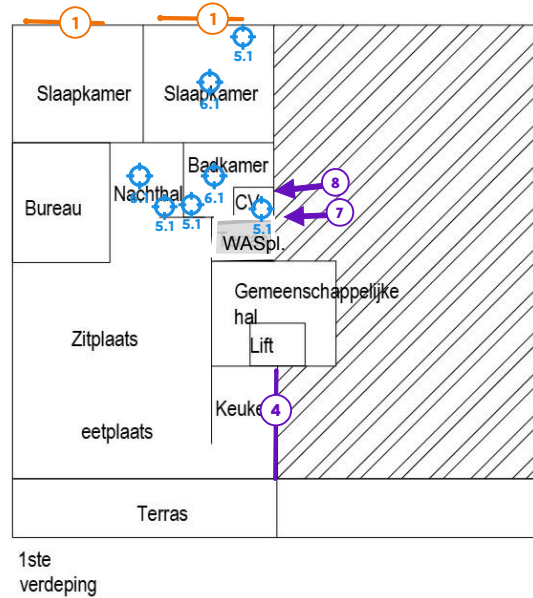 1
1
5.1
Slaapkamer
Slaapkamer
6.1
Badkamer
8
Nachthal
6.1
CV
Bureau
5.1
5.1
5.1
7
WASpl.
Gemeenschappelijke
hal
Zitplaats
Lift
Keuke
4
eetplaats
Terras
1ste
verdeping